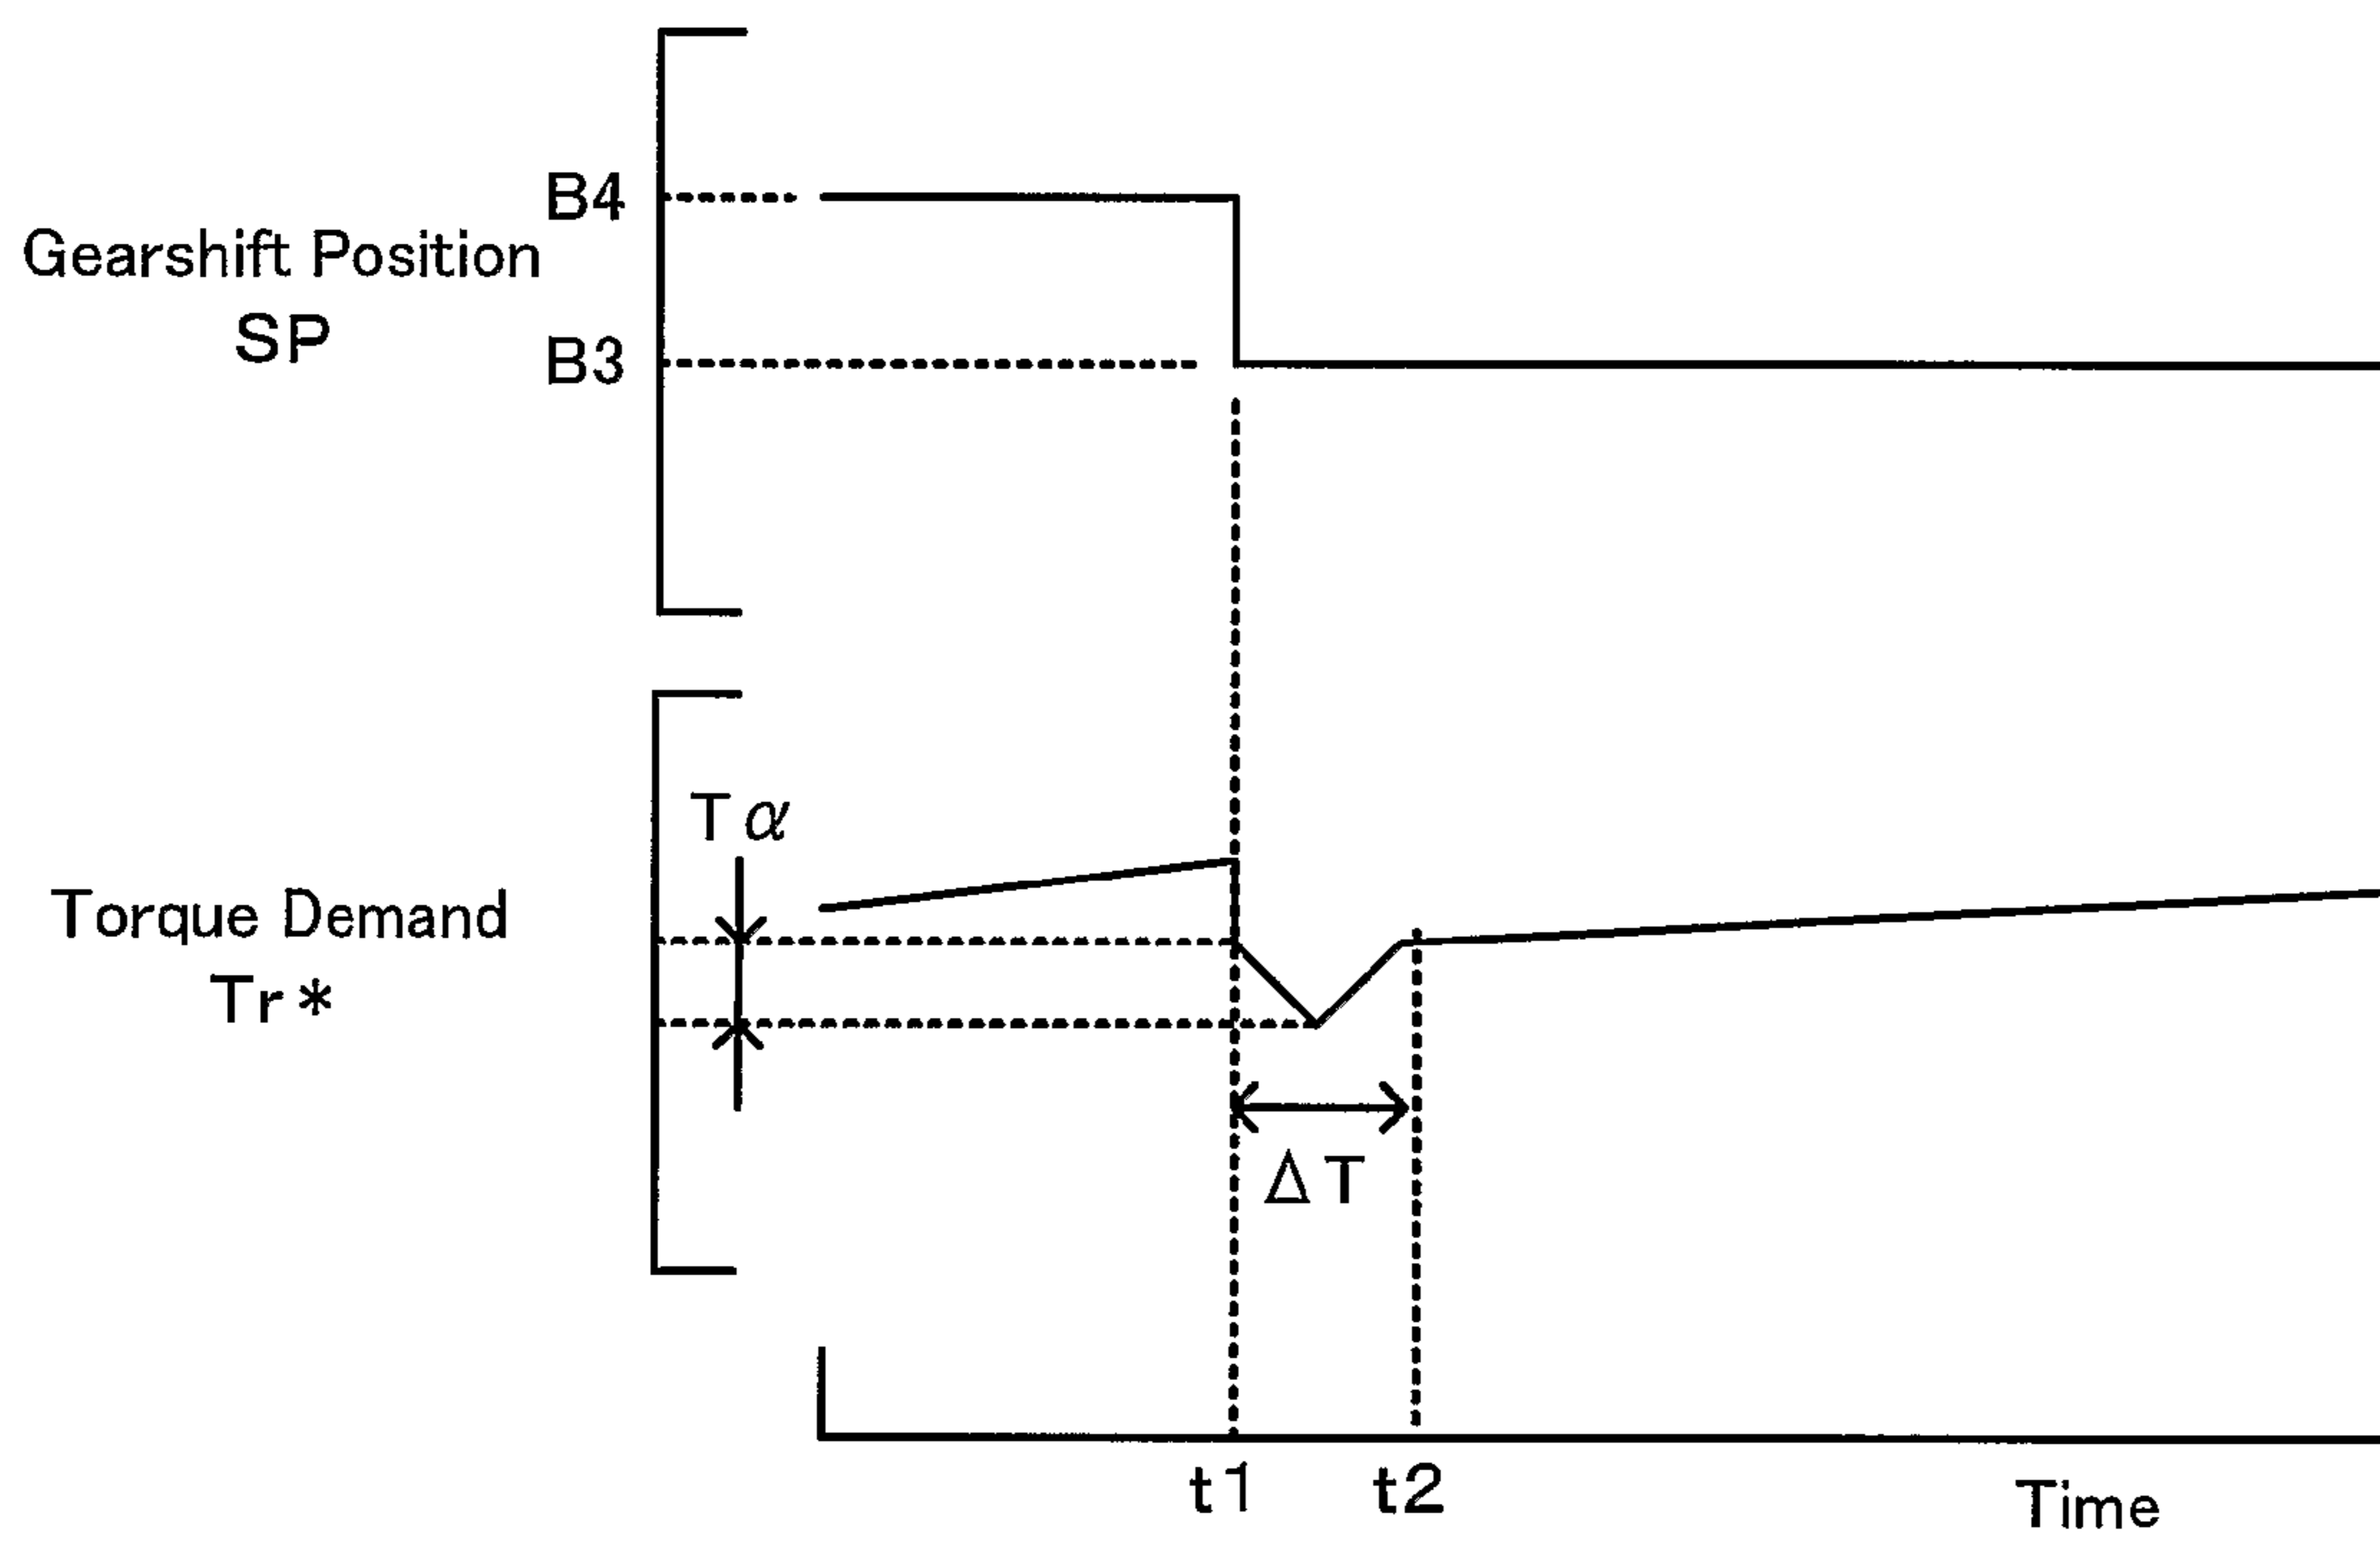 B4
Gearshift Position
SP
B3
Tα
Torque Demand
Tr*
ΔT
t1
t2
Time